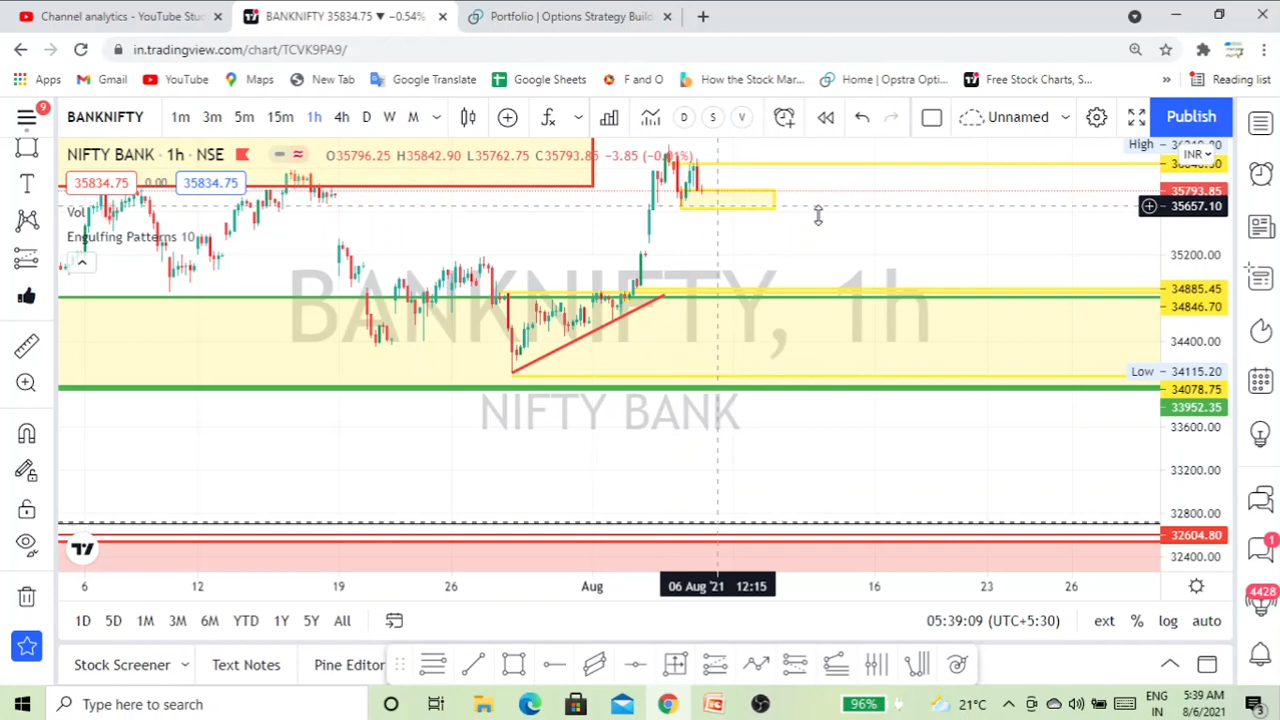 Channel analytics - YouTube Stu
BANKNIFTY 35834.75 ▼ −0.54%
Portfolio | Options Strategy Build
in.tradingview.com/chart/TCVK9PA9/
Apps
Gmail
YouTube
Maps
New Tab
Google Translate
Google Sheets
F and O
How the Stock Mar...
Home | Opstra Opti...
Free Stock Charts, S...
»
Reading list
9
BANKNIFTY
1m
3m
5m
15m
1h
4h
D
W
M
D
S
V
Unnamed
Publish
NIFTY BANK · 1h · NSE
O35796.25 H35842.90 L35762.75 C35793.85 −3.85 (−0.01%)
High
INR
35834.75
0.00
35834.75
35793.85
Vol
35657.10
Engulfing Patterns 10
35200.00
34885.45
34846.70
BANKNIFTY, 1h
34400.00
Low
34115.20
34078.75
NIFTY BANK
33952.35
33600.00
33200.00
32800.00
32604.80
32400.00
6
12
19
26
Aug
06 Aug '21 12:15
16
23
26
1D
5D
1M
3M
6M
YTD
1Y
5Y
All
05:39:09 (UTC+5:30)
ext
%
log
auto
1
4428
Stock Screener
Text Notes
Pine Editor
Type here to search
96%
21°C
ENG
IN
5:39 AM
8/6/2021
3